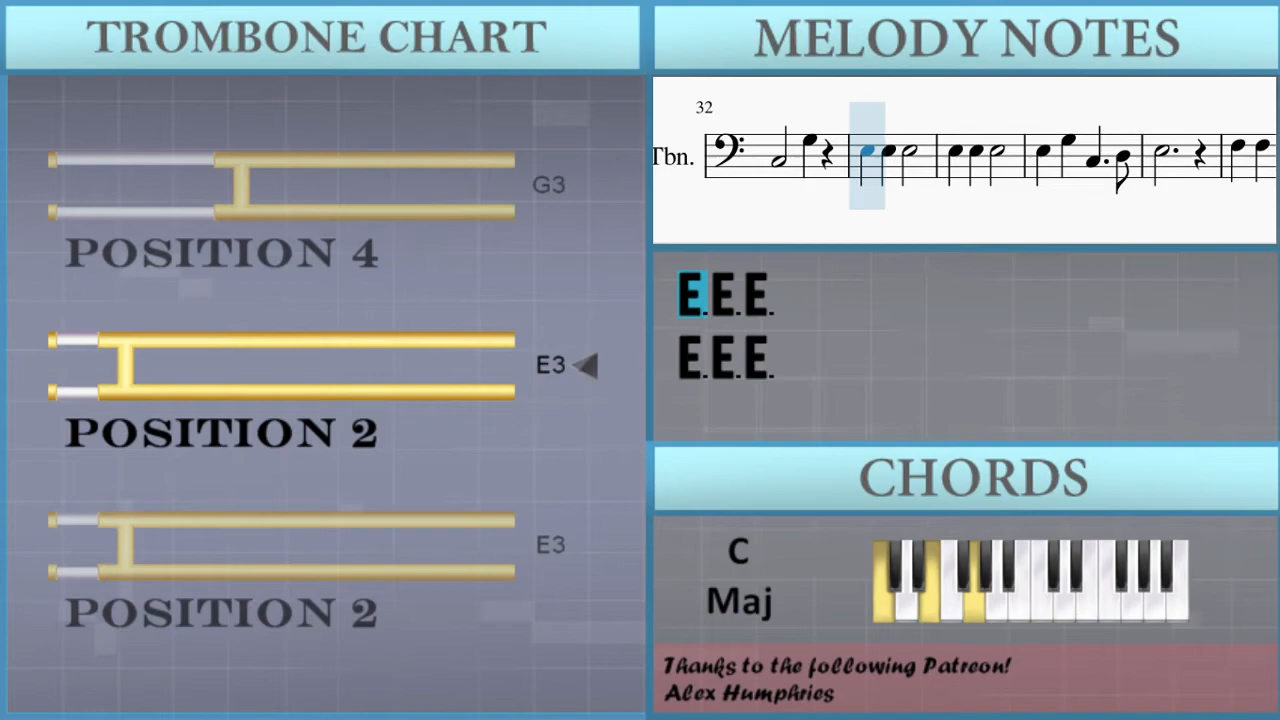 TROMBONE CHART
G3
POSITION 4
E3
POSITION 2
E3
POSITION 2
MELODY NOTES
32
Tbn.
E.E.E.
E.E.E.
CHORDS
C
Maj
Thanks to the following Patreon!
Alex Humphries